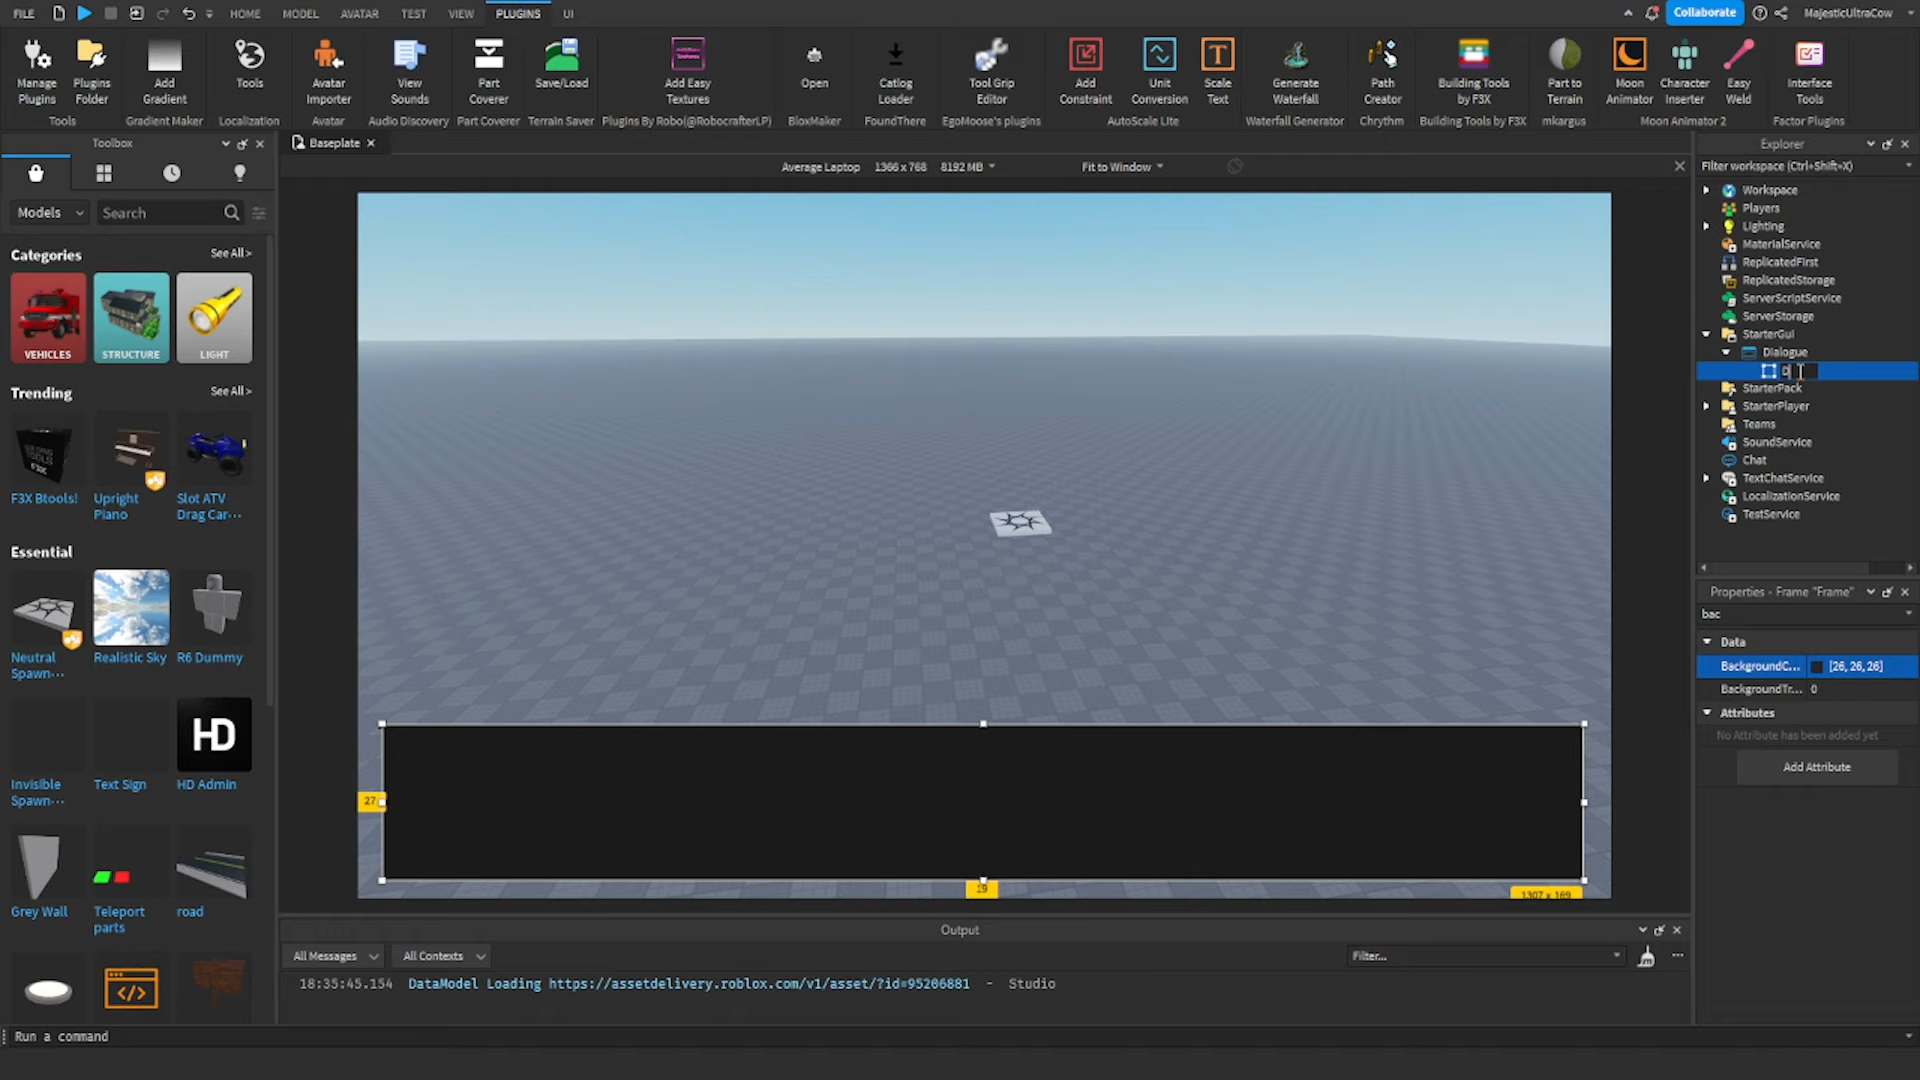 FILE HOME MODEL AVATAR TEST VIEW PLUGINS UI Collaborate MajesticUltraCow
Manage Plugins
Plugins Folder
Tools
Add Gradient
Gradient Maker
Tools
Localization
Avatar Importer
Avatar
View Sounds
Audio Discovery
Part Coverer
Part Coverer
Save/Load
Terrain Saver
Add Easy Textures
Plugins By Robo(@RobocrafterLP)
Open
BloxMaker
Catlog Loader
FoundThere
Tool Grip Editor
EgoMoose's plugins
Add Constraint
Unit Conversion
Scale Text
AutoScale Lite
Generate Waterfall
Waterfall Generator
Path Creator
Chrythm
Building Tools by F3X
Building Tools by F3X
Part to Terrain
mkargus
Moon Animator
Character Inserter
Easy Weld
Moon Animator 2
Interface Tools
Factor Plugins
Toolbox
Models Search
Categories See All >
VEHICLES STRUCTURE LIGHT
Trending See All >
BUILDING TOOLS F3X
F3X Btools!
Upright Piano
Slot ATV Drag Car...
Essential
Neutral Spawn...
Realistic Sky
R6 Dummy
HD
Invisible Spawn...
Text Sign
HD Admin
Grey Wall
Teleport parts
road
Baseplate
Average Laptop 1366 x 768 8192 MB Fit to Window
27
19
1307 x 169
Output
All Messages All Contexts Filter...
18:35:45.154 DataModel Loading https://assetdelivery.roblox.com/v1/asset/?id=95206881 - Studio
Run a command
Explorer
Filter workspace (Ctrl+Shift+X)
Workspace
Players
Lighting
MaterialService
ReplicatedFirst
ReplicatedStorage
ServerScriptService
ServerStorage
StarterGui
Dialogue
D
StarterPack
StarterPlayer
Teams
SoundService
Chat
TextChatService
LocalizationService
TestService
Properties - Frame "Frame"
bac
Data
BackgroundC... [26, 26, 26]
BackgroundTr... 0
Attributes
No Attribute has been added yet
Add Attribute